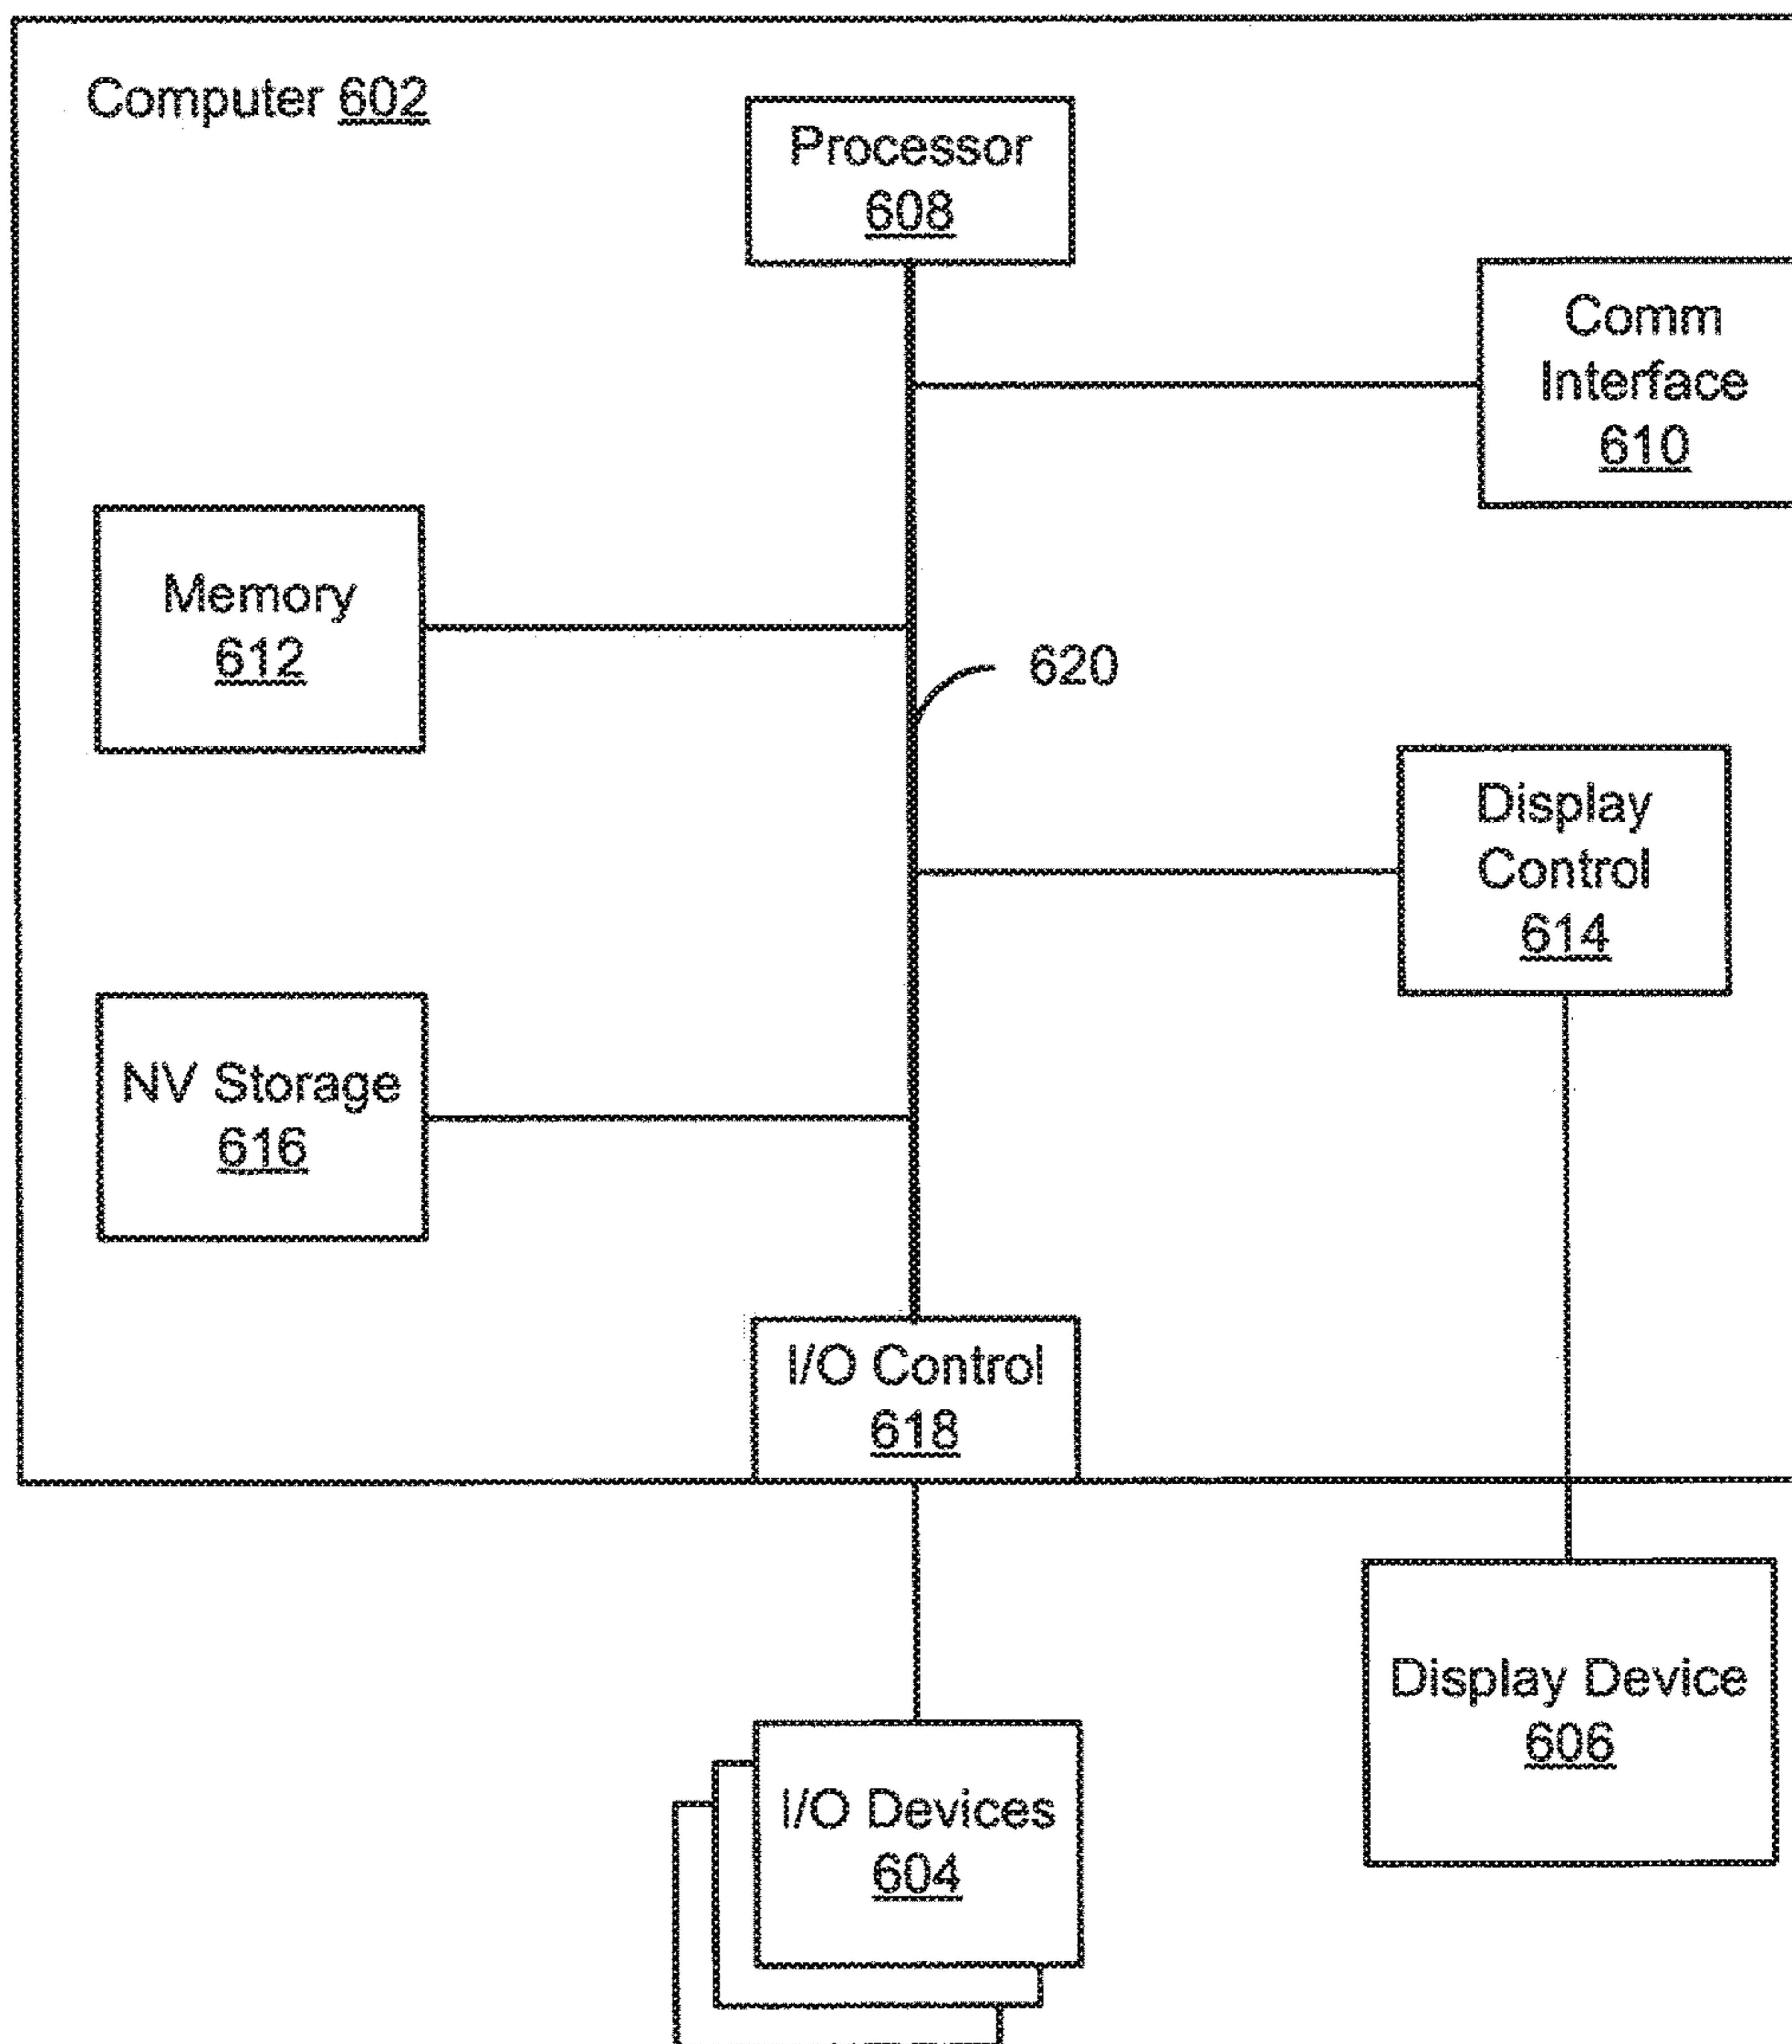 Computer 602
Processor
608
Comm
Interface
610
Memory
612
620
Display
Control
614
NV Storage
616
I/O Control
618
Display Device
606
I/O Devices
604